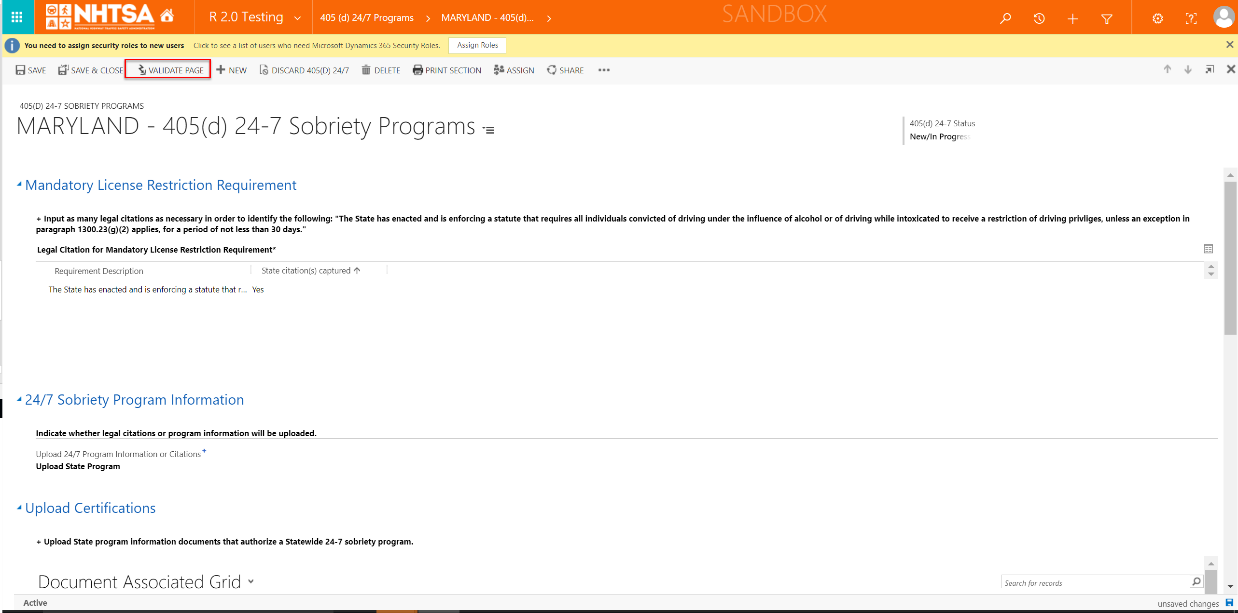 NHTSA
R 2.0 Testing
405 (d) 24/7 Programs
MARYLAND - 405(d)...
SANDBOX
You need to assign security roles to new users Click to see a list of users who need Microsoft Dynamics 365 Security Roles. Assign Roles
SAVE SAVE & CLOSE VALIDATE PAGE NEW DISCARD 405(D) 24/7 DELETE PRINT SECTION ASSIGN SHARE •••
405(D) 24-7 SOBRIETY PROGRAMS
MARYLAND - 405(d) 24-7 Sobriety Programs
405(d) 24-7 Status
New/In Progress
Mandatory License Restriction Requirement
+ Input as many legal citations as necessary in order to identify the following: "The State has enacted and is enforcing a statute that requires all individuals convicted of driving under the influence of alcohol or of driving while intoxicated to receive a restriction of driving privliges, unless an exception in
paragraph 1300.23(g)(2) applies, for a period of not less than 30 days."
Legal Citation for Mandatory License Restriction Requirement*
Requirement Description State citation(s) captured
The State has enacted and is enforcing a statute that r... Yes
24/7 Sobriety Program Information
Indicate whether legal citations or program information will be uploaded.
Upload 24/7 Program Information or Citations+
Upload State Program
Upload Certifications
+ Upload State program information documents that authorize a Statewide 24-7 sobriety program.
Document Associated Grid
Search for records
Active
unsaved changes